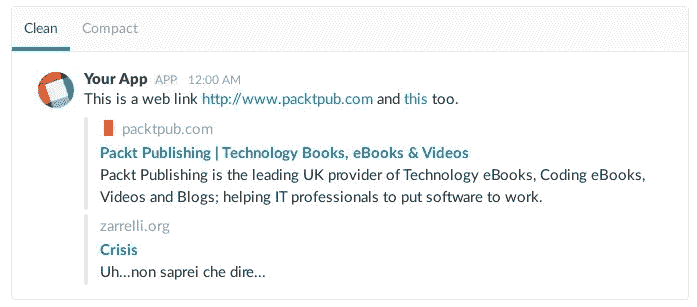 Clean Compact
Your App APP 12:00 AM
This is a web link http://www.packtpub.com and this too.
packtpub.com
Packt Publishing | Technology Books, eBooks & Videos
Packt Publishing is the leading UK provider of Technology eBooks, Coding eBooks,
Videos and Blogs; helping IT professionals to put software to work.
zarrelli.org
Crisis
Uh...non saprei che dire...